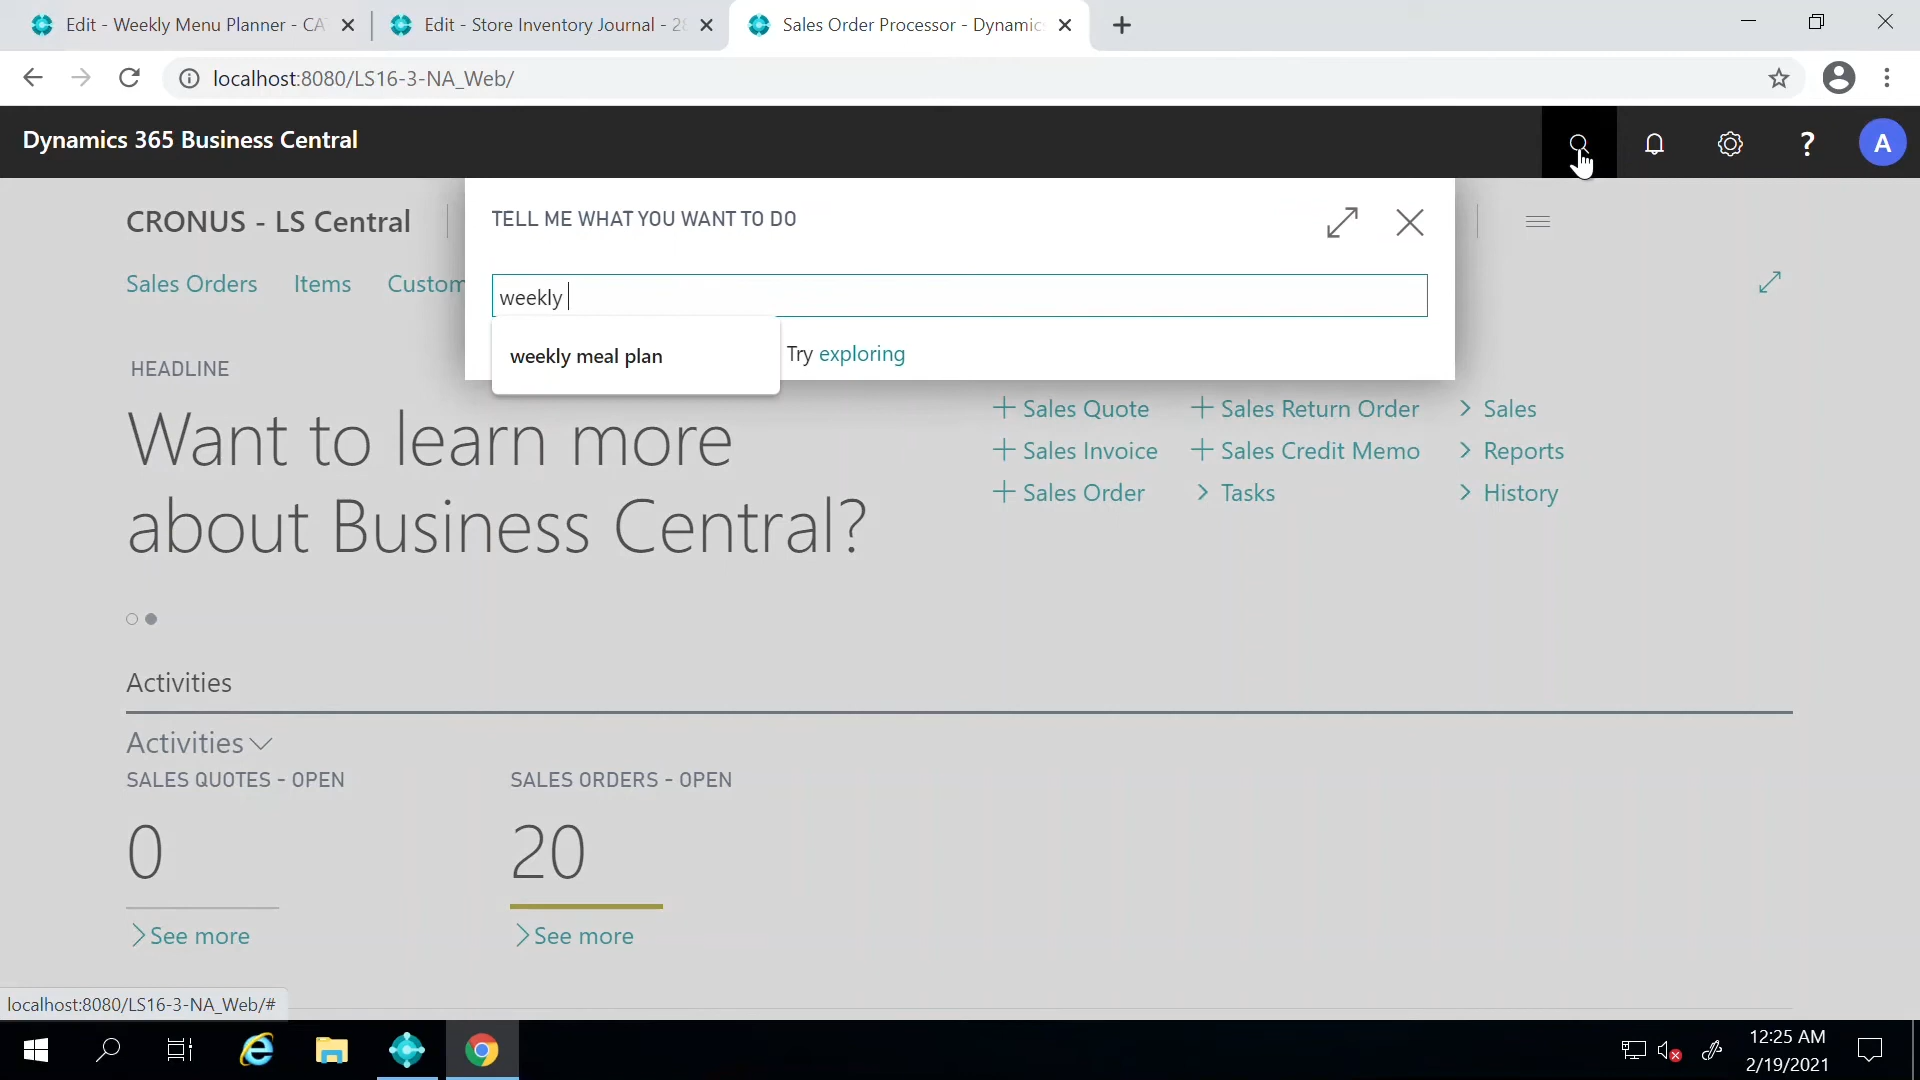 Edit - Weekly Menu Planner - CA
Edit - Store Inventory Journal - 28
Sales Order Processor - Dynamic
localhost:8080/LS16-3-NA_Web/
Dynamics 365 Business Central
?
A
CRONUS - LS Central
TELL ME WHAT YOU WANT TO DO
Sales Orders
Items
Custom
weekly
weekly meal plan
Try exploring
HEADLINE
Want to learn more
about Business Central?
+ Sales Quote
+ Sales Return Order
> Sales
+ Sales Invoice
+ Sales Credit Memo
> Reports
+ Sales Order
> Tasks
> History
Activities
Activities
SALES QUOTES - OPEN
SALES ORDERS - OPEN
0
20
> See more
> See more
localhost:8080/LS16-3-NA_Web/#
12:25 AM
2/19/2021